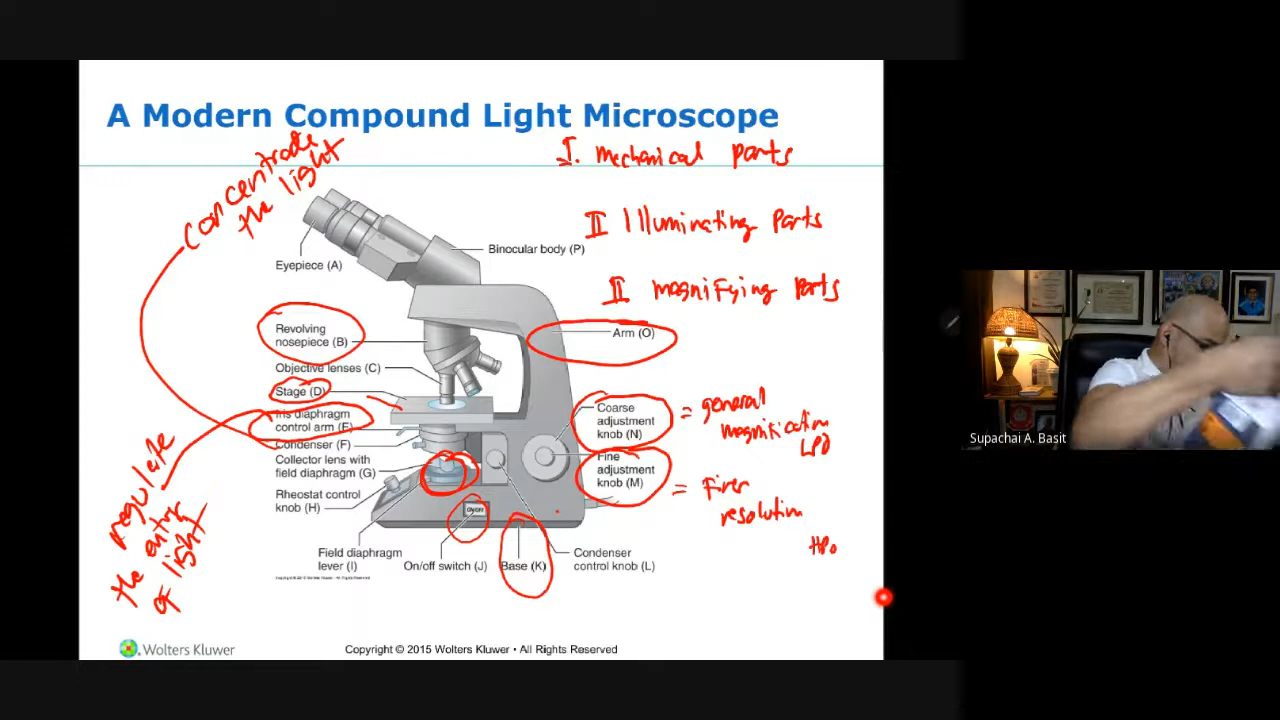 A Modern Compound Light Microscope
I. mechanical parts
concentrate
the light
II Illuminating Parts
Binocular body (P)
Eyepiece (A)
II magnifying parts
Revolving
nosepiece (B)
Arm (O)
Objective lenses (C)
Stage (D)
Iris diaphragm
control arm (E)
Condenser (F)
Collector lens with
field diaphragm (G)
Rheostat control
knob (H)
Coarse
adjustment
knob (N)
= general
magnification
LPO
Fine
adjustment
knob (M)
= Finer
resolution
HPO
regulate
the entry
of light
ON/OFF
Field diaphragm
lever (I)
On/off switch (J)
Base (K)
Condenser
control knob (L)
Wolters Kluwer
Copyright © 2015 Wolters Kluwer • All Rights Reserved
Supachai A. Basit